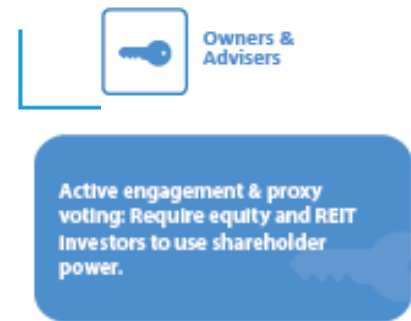 Owners &
Advisers
Active engagement & proxy
voting: Require equity and REIT
investors to use shareholder
power.